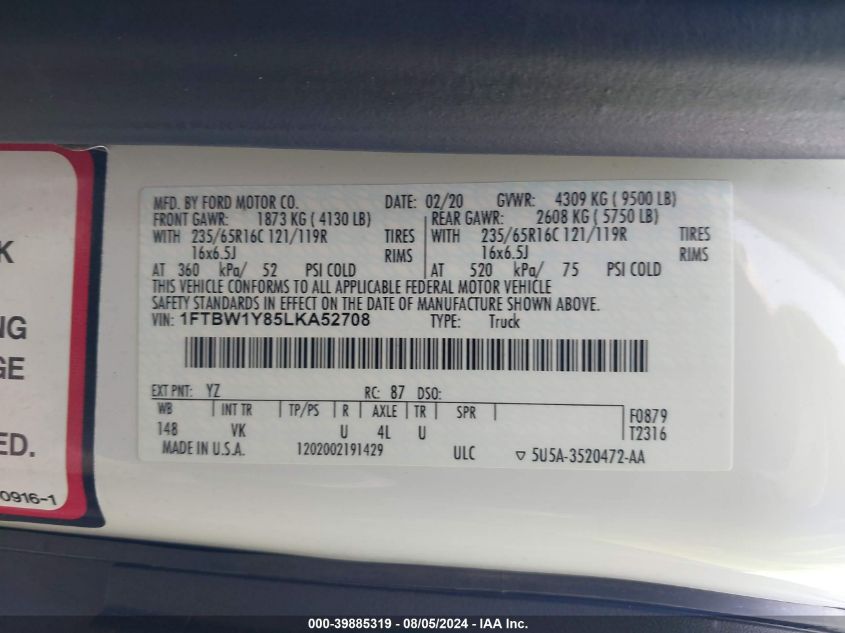 K
NG
GE
ED.
0916-1
MFD. BY FORD MOTOR CO. DATE: 02/20 GVWR: 4309 KG ( 9500 LB)
FRONT GAWR: 1873 KG ( 4130 LB) REAR GAWR: 2608 KG ( 5750 LB)
WITH 235/65R16C 121/119R TIRES WITH 235/65R16C 121/119R TIRES
16x6.5J RIMS 16x6.5J RIMS
AT 360 kPa/ 52 PSI COLD AT 520 kPa/ 75 PSI COLD
THIS VEHICLE CONFORMS TO ALL APPLICABLE FEDERAL MOTOR VEHICLE
SAFETY STANDARDS IN EFFECT ON THE DATE OF MANUFACTURE SHOWN ABOVE.
VIN: 1FTBW1Y85LKA52708 TYPE: Truck
EXT PNT: YZ RC: 87 DSO:
WB INT TR TP/PS R AXLE TR SPR F0879
148 VK U 4L U T2316
MADE IN U.S.A. 1202002191429 ULC ▽ 5U5A-3520472-AA
000-39885319 - 08/05/2024 - IAA Inc.